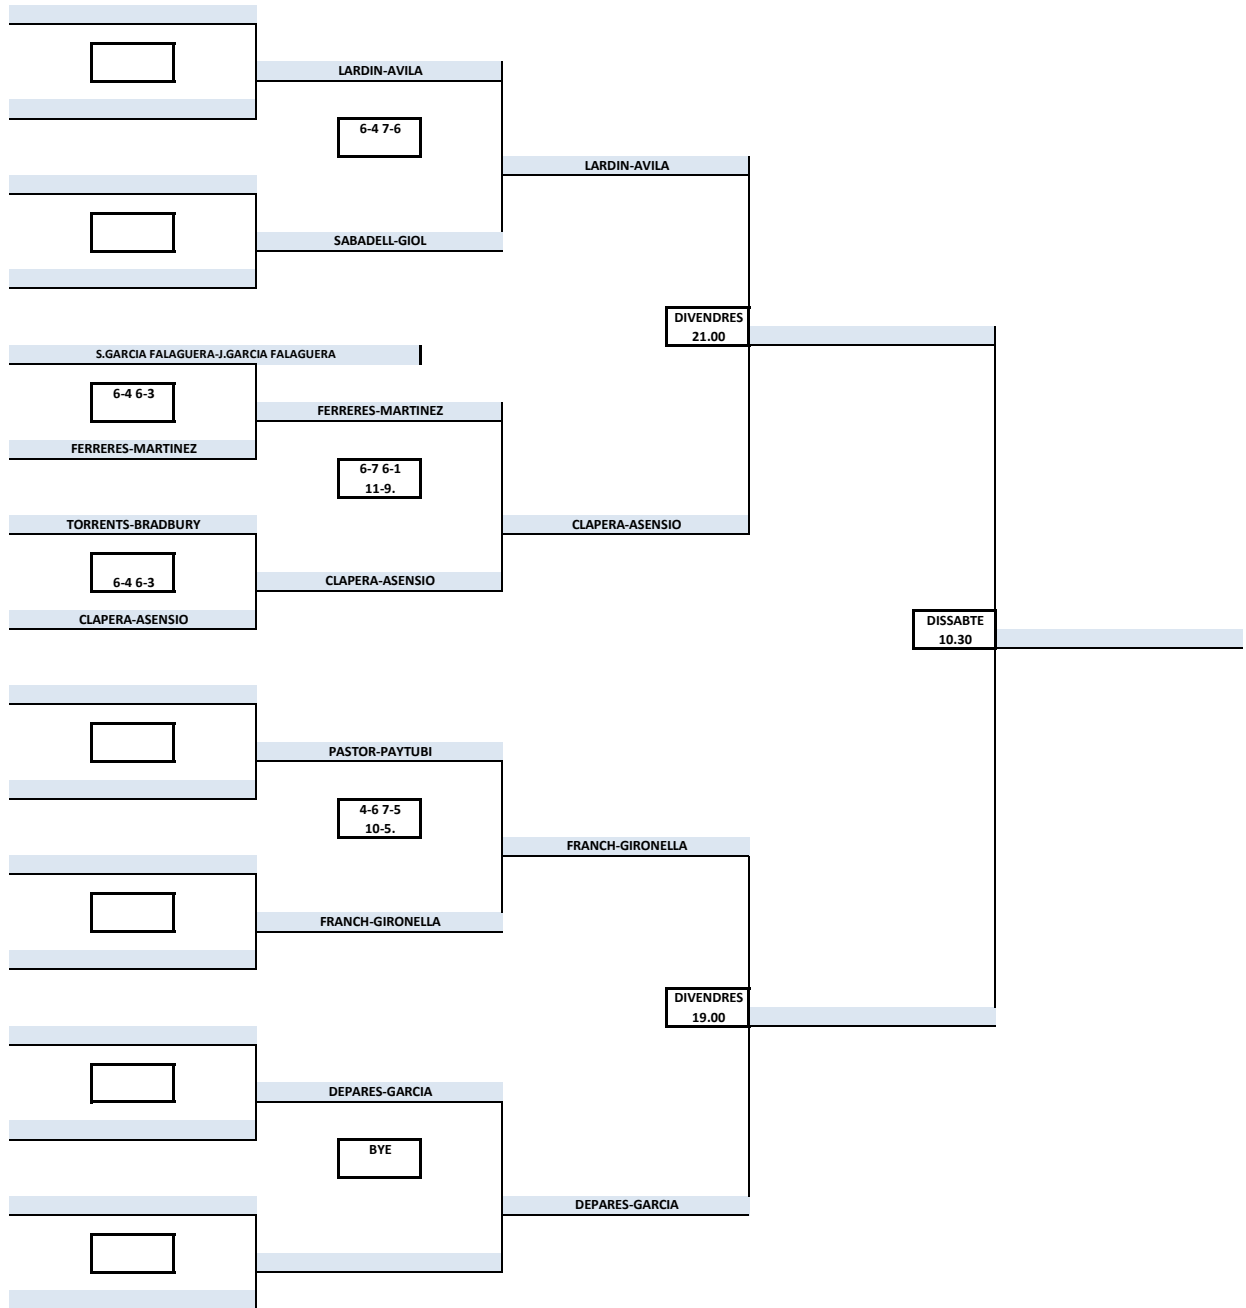 LARDIN-AVILA
6-4 7-6
LARDIN-AVILA
SABADELL-GIOL
DIVENDRES
21.00
S.GARCIA FALAGUERA-J.GARCIA FALAGUERA
6-4 6-3
FERRERES-MARTINEZ
FERRERES-MARTINEZ
6-7 6-1
11-9.
TORRENTS-BRADBURY
CLAPERA-ASENSIO
6-4 6-3
CLAPERA-ASENSIO
CLAPERA-ASENSIO
DISSABTE
10.30
PASTOR-PAYTUBI
4-6 7-5
10-5.
FRANCH-GIRONELLA
FRANCH-GIRONELLA
DIVENDRES
19.00
DEPARES-GARCIA
BYE
DEPARES-GARCIA